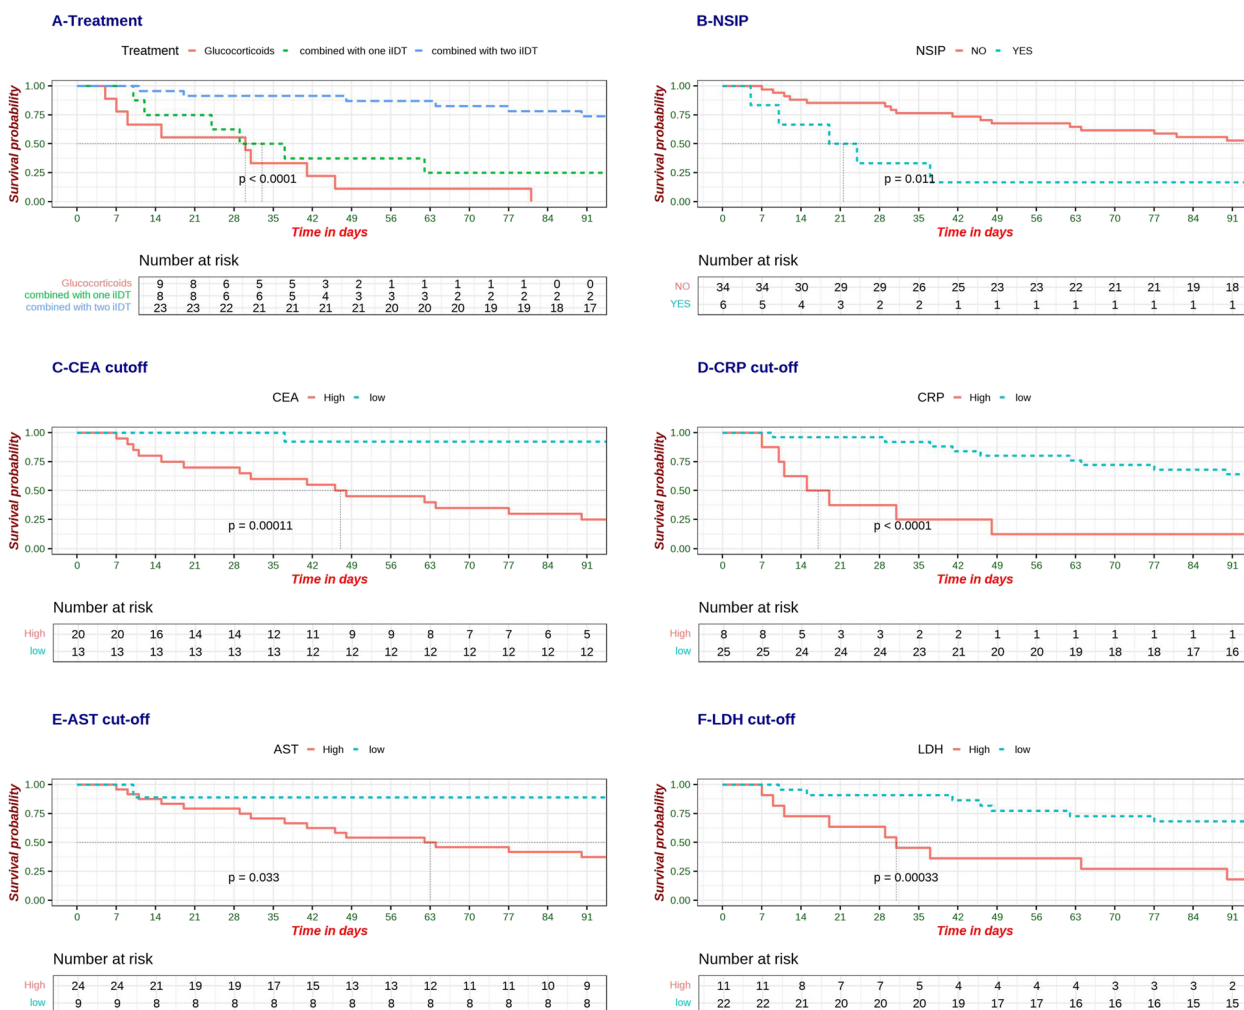 A-Treatment
Treatment Glucocorticoids combined with one iIDT combined with two iIDT
Survival probability
1.00
0.75
0.50
0.25
0.00
p < 0.0001
0 7 14 21 28 35 42 49 56 63 70 77 84 91
Time in days
Number at risk
Glucocorticoids 9 8 6 5 5 3 2 1 1 1 1 1 0 0
combined with one iIDT 8 8 6 6 5 4 3 3 3 2 2 2 2 2
combined with two iIDT 23 23 22 21 21 21 21 20 20 20 19 19 18 17
B-NSIP
NSIP NO YES
Survival probability
1.00
0.75
0.50
0.25
0.00
p = 0.011
0 7 14 21 28 35 42 49 56 63 70 77 84 91
Time in days
Number at risk
NO 34 34 30 29 29 26 25 23 23 22 21 21 19 18
YES 6 5 4 3 2 2 1 1 1 1 1 1 1 1
C-CEA cutoff
CEA High low
Survival probability
1.00
0.75
0.50
0.25
0.00
p = 0.00011
0 7 14 21 28 35 42 49 56 63 70 77 84 91
Time in days
Number at risk
High 20 20 16 14 14 12 11 9 9 8 7 7 6 5
low 13 13 13 13 13 13 12 12 12 12 12 12 12 12
D-CRP cut-off
CRP High low
Survival probability
1.00
0.75
0.50
0.25
0.00
p < 0.0001
0 7 14 21 28 35 42 49 56 63 70 77 84 91
Time in days
Number at risk
High 8 8 5 3 3 2 2 1 1 1 1 1 1 1
low 25 25 24 24 24 23 21 20 20 19 18 18 17 16
E-AST cut-off
AST High low
Survival probability
1.00
0.75
0.50
0.25
0.00
p = 0.033
0 7 14 21 28 35 42 49 56 63 70 77 84 91
Time in days
Number at risk
High 24 24 21 19 19 17 15 13 13 12 11 11 10 9
low 9 9 8 8 8 8 8 8 8 8 8 8 8 8
F-LDH cut-off
LDH High low
Survival probability
1.00
0.75
0.50
0.25
0.00
p = 0.00033
0 7 14 21 28 35 42 49 56 63 70 77 84 91
Time in days
Number at risk
High 11 11 8 7 7 5 4 4 4 4 3 3 3 2
low 22 22 21 20 20 20 19 17 17 16 16 16 15 15